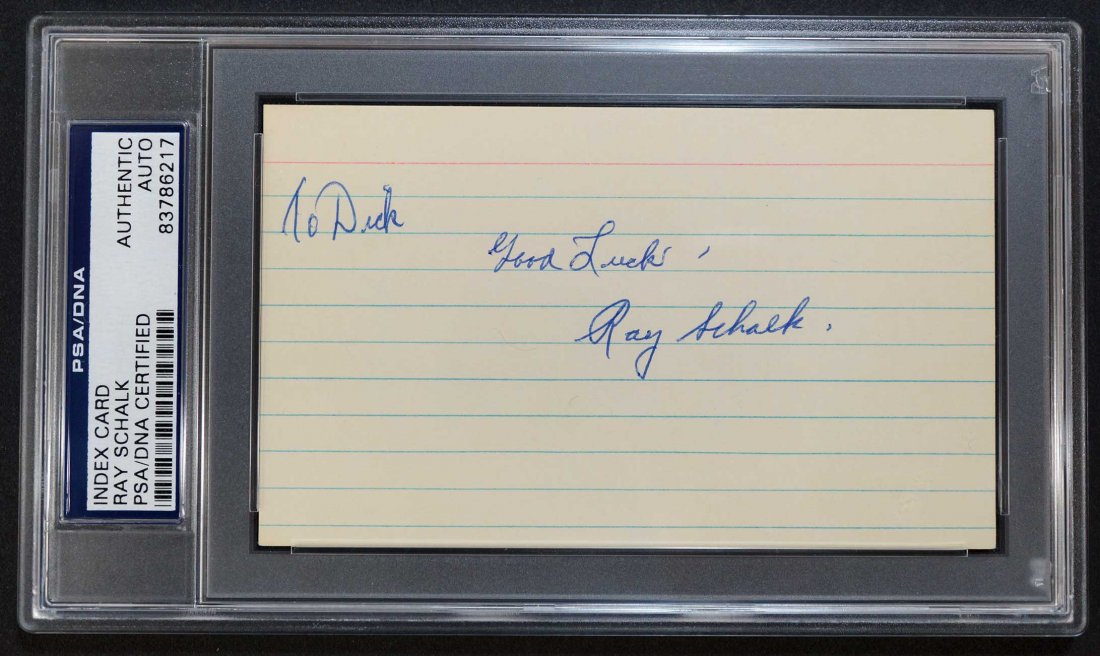 PSA/DNA
INDEX CARD
RAY SCHALK
PSA/DNA CERTIFIED
AUTHENTIC
AUTO
83786217
To Dick
Good Luck
Ray Schalk.